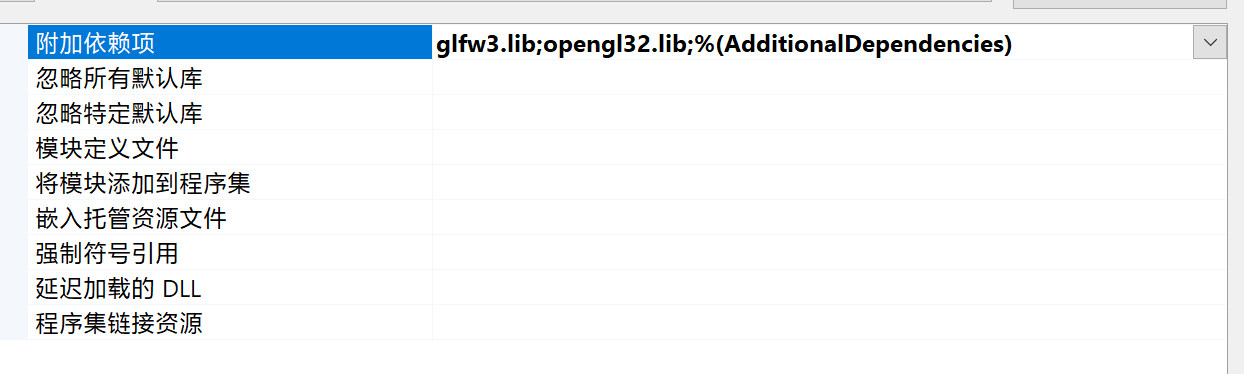 附加依赖项 glfw3.lib;opengl32.lib;%(AdditionalDependencies)
忽略所有默认库
忽略特定默认库
模块定义文件
将模块添加到程序集
嵌入托管资源文件
强制符号引用
延迟加载的 DLL
程序集链接资源